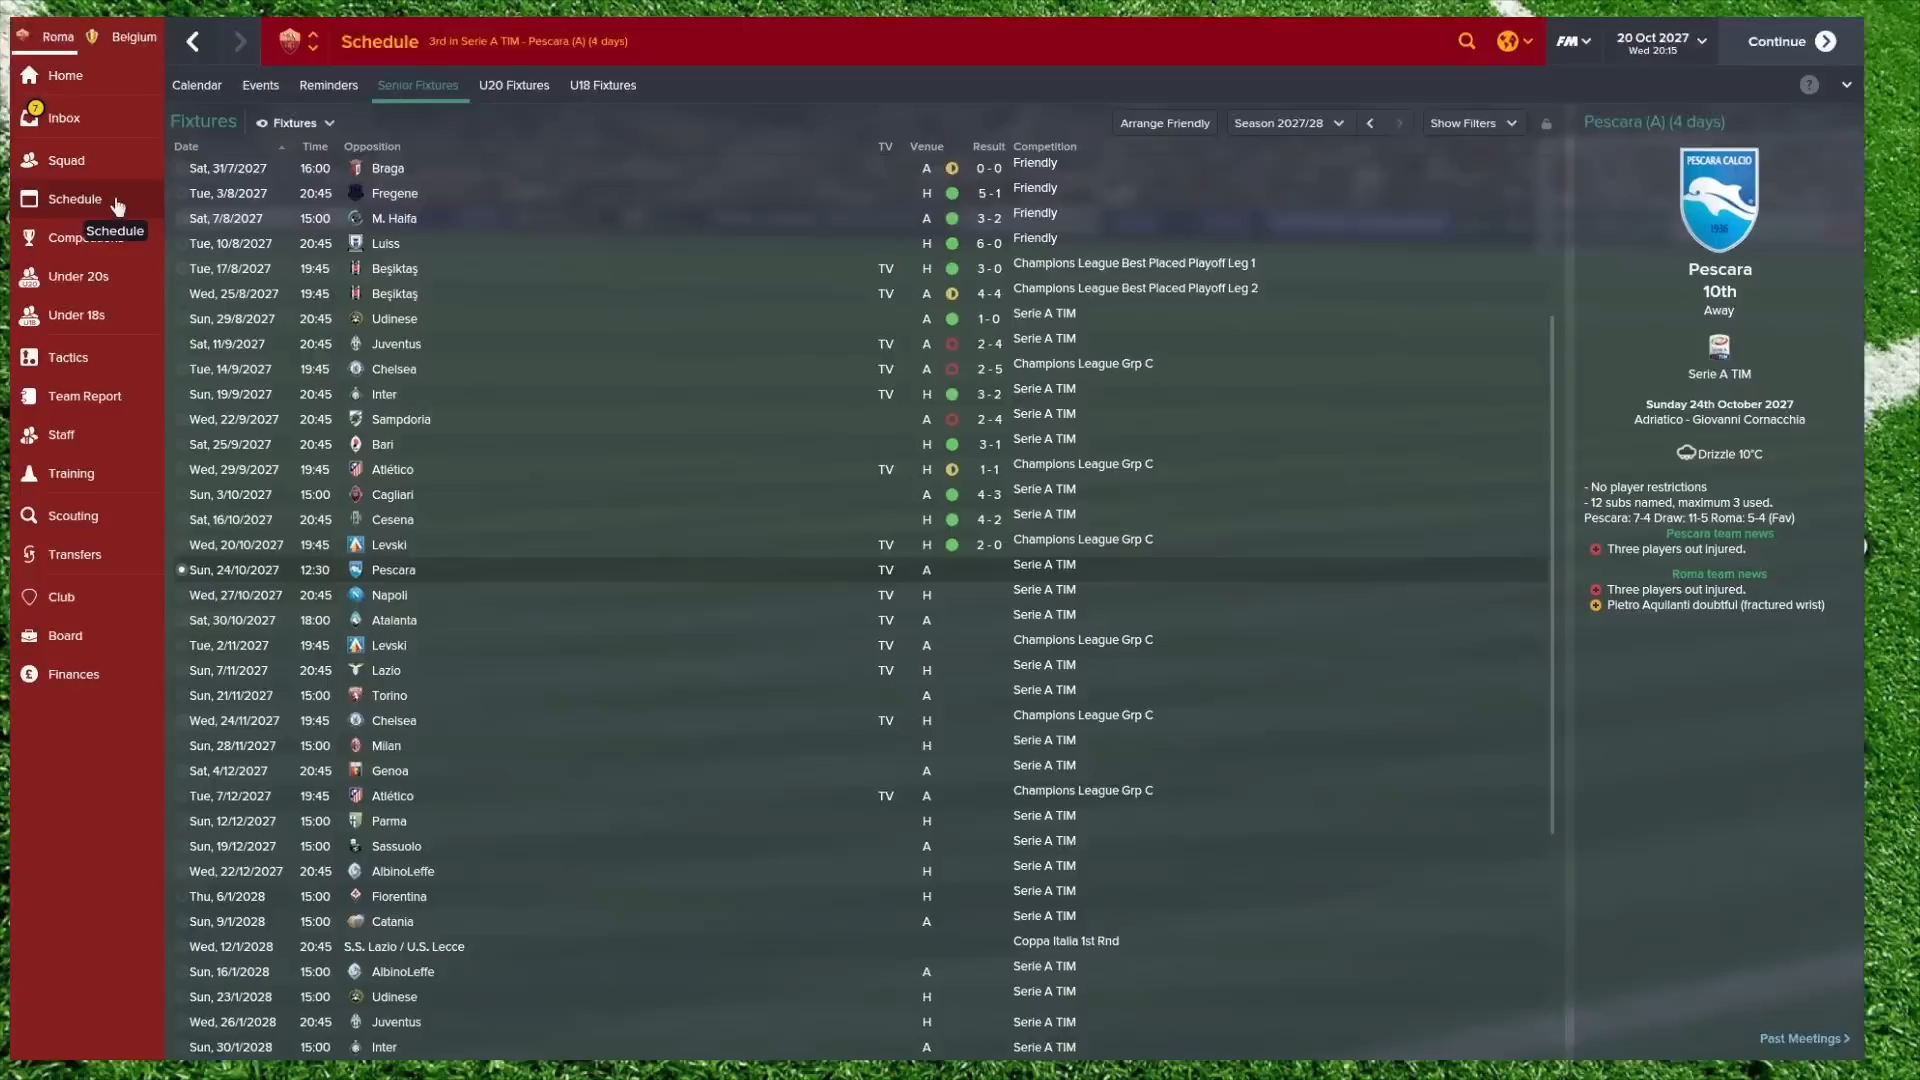 Roma Belgium
Schedule 3rd in Serie A TIM - Pescara (A) (4 days)
FM
20 Oct 2027
Wed 20:15
Continue
Home
7
Inbox
Squad
Schedule
Schedule
Under 20s
Under 18s
Tactics
Team Report
Staff
Training
Scouting
Transfers
Club
Board
Finances
Calendar Events Reminders Senior Fixtures U20 Fixtures U18 Fixtures
?
Fixtures Fixtures Arrange Friendly Season 2027/28 Show Filters
Date Time Opposition TV Venue Result Competition
Sat, 31/7/2027 16:00 Braga A 0 - 0 Friendly
Tue, 3/8/2027 20:45 Fregene H 5 - 1 Friendly
Sat, 7/8/2027 15:00 M. Haifa A 3 - 2 Friendly
Tue, 10/8/2027 20:45 Luiss H 6 - 0 Friendly
Tue, 17/8/2027 19:45 Beşiktaş TV H 3 - 0 Champions League Best Placed Playoff Leg 1
Wed, 25/8/2027 19:45 Beşiktaş TV A 4 - 4 Champions League Best Placed Playoff Leg 2
Sun, 29/8/2027 20:45 Udinese A 1 - 0 Serie A TIM
Sat, 11/9/2027 20:45 Juventus TV A 2 - 4 Serie A TIM
Tue, 14/9/2027 19:45 Chelsea TV A 2 - 5 Champions League Grp C
Sun, 19/9/2027 20:45 Inter TV H 3 - 2 Serie A TIM
Wed, 22/9/2027 20:45 Sampdoria A 2 - 4 Serie A TIM
Sat, 25/9/2027 20:45 Bari H 3 - 1 Serie A TIM
Wed, 29/9/2027 19:45 Atlético TV H 1 - 1 Champions League Grp C
Sun, 3/10/2027 15:00 Cagliari A 4 - 3 Serie A TIM
Sat, 16/10/2027 20:45 Cesena H 4 - 2 Serie A TIM
Wed, 20/10/2027 19:45 Levski TV H 2 - 0 Champions League Grp C
Sun, 24/10/2027 12:30 Pescara TV A Serie A TIM
Wed, 27/10/2027 20:45 Napoli TV H Serie A TIM
Sat, 30/10/2027 18:00 Atalanta TV A Serie A TIM
Tue, 2/11/2027 19:45 Levski TV A Champions League Grp C
Sun, 7/11/2027 20:45 Lazio TV H Serie A TIM
Sun, 21/11/2027 15:00 Torino A Serie A TIM
Wed, 24/11/2027 19:45 Chelsea TV H Champions League Grp C
Sun, 28/11/2027 15:00 Milan H Serie A TIM
Sat, 4/12/2027 20:45 Genoa A Serie A TIM
Tue, 7/12/2027 19:45 Atlético TV A Champions League Grp C
Sun, 12/12/2027 15:00 Parma H Serie A TIM
Sun, 19/12/2027 15:00 Sassuolo A Serie A TIM
Wed, 22/12/2027 20:45 AlbinoLeffe H Serie A TIM
Thu, 6/1/2028 15:00 Fiorentina H Serie A TIM
Sun, 9/1/2028 15:00 Catania A Serie A TIM
Wed, 12/1/2028 20:45 S.S. Lazio / U.S. Lecce Coppa Italia 1st Rnd
Sun, 16/1/2028 15:00 AlbinoLeffe A Serie A TIM
Sun, 23/1/2028 15:00 Udinese H Serie A TIM
Wed, 26/1/2028 20:45 Juventus H Serie A TIM
Sun, 30/1/2028 15:00 Inter A Serie A TIM
Pescara (A) (4 days)
PESCARA CALCIO
1936
Pescara
10th
Away
Serie A TIM
Sunday 24th October 2027
Adriatico - Giovanni Cornacchia
Drizzle 10°C
- No player restrictions
- 12 subs named, maximum 3 used.
Pescara: 7-4 Draw: 11-5 Roma: 5-4 (Fav)
Pescara team news
Three players out injured.
Roma team news
Three players out injured.
Pietro Aquilanti doubtful (fractured wrist)
Past Meetings >